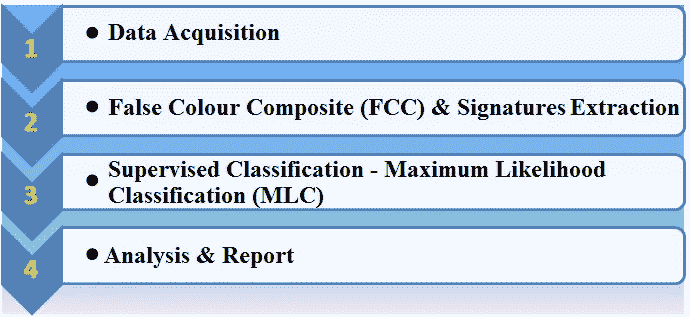 1
• Data Acquisition
2
• False Colour Composite (FCC) & Signatures Extraction
3
• Supervised Classification - Maximum Likelihood
Classification (MLC)
4
• Analysis & Report